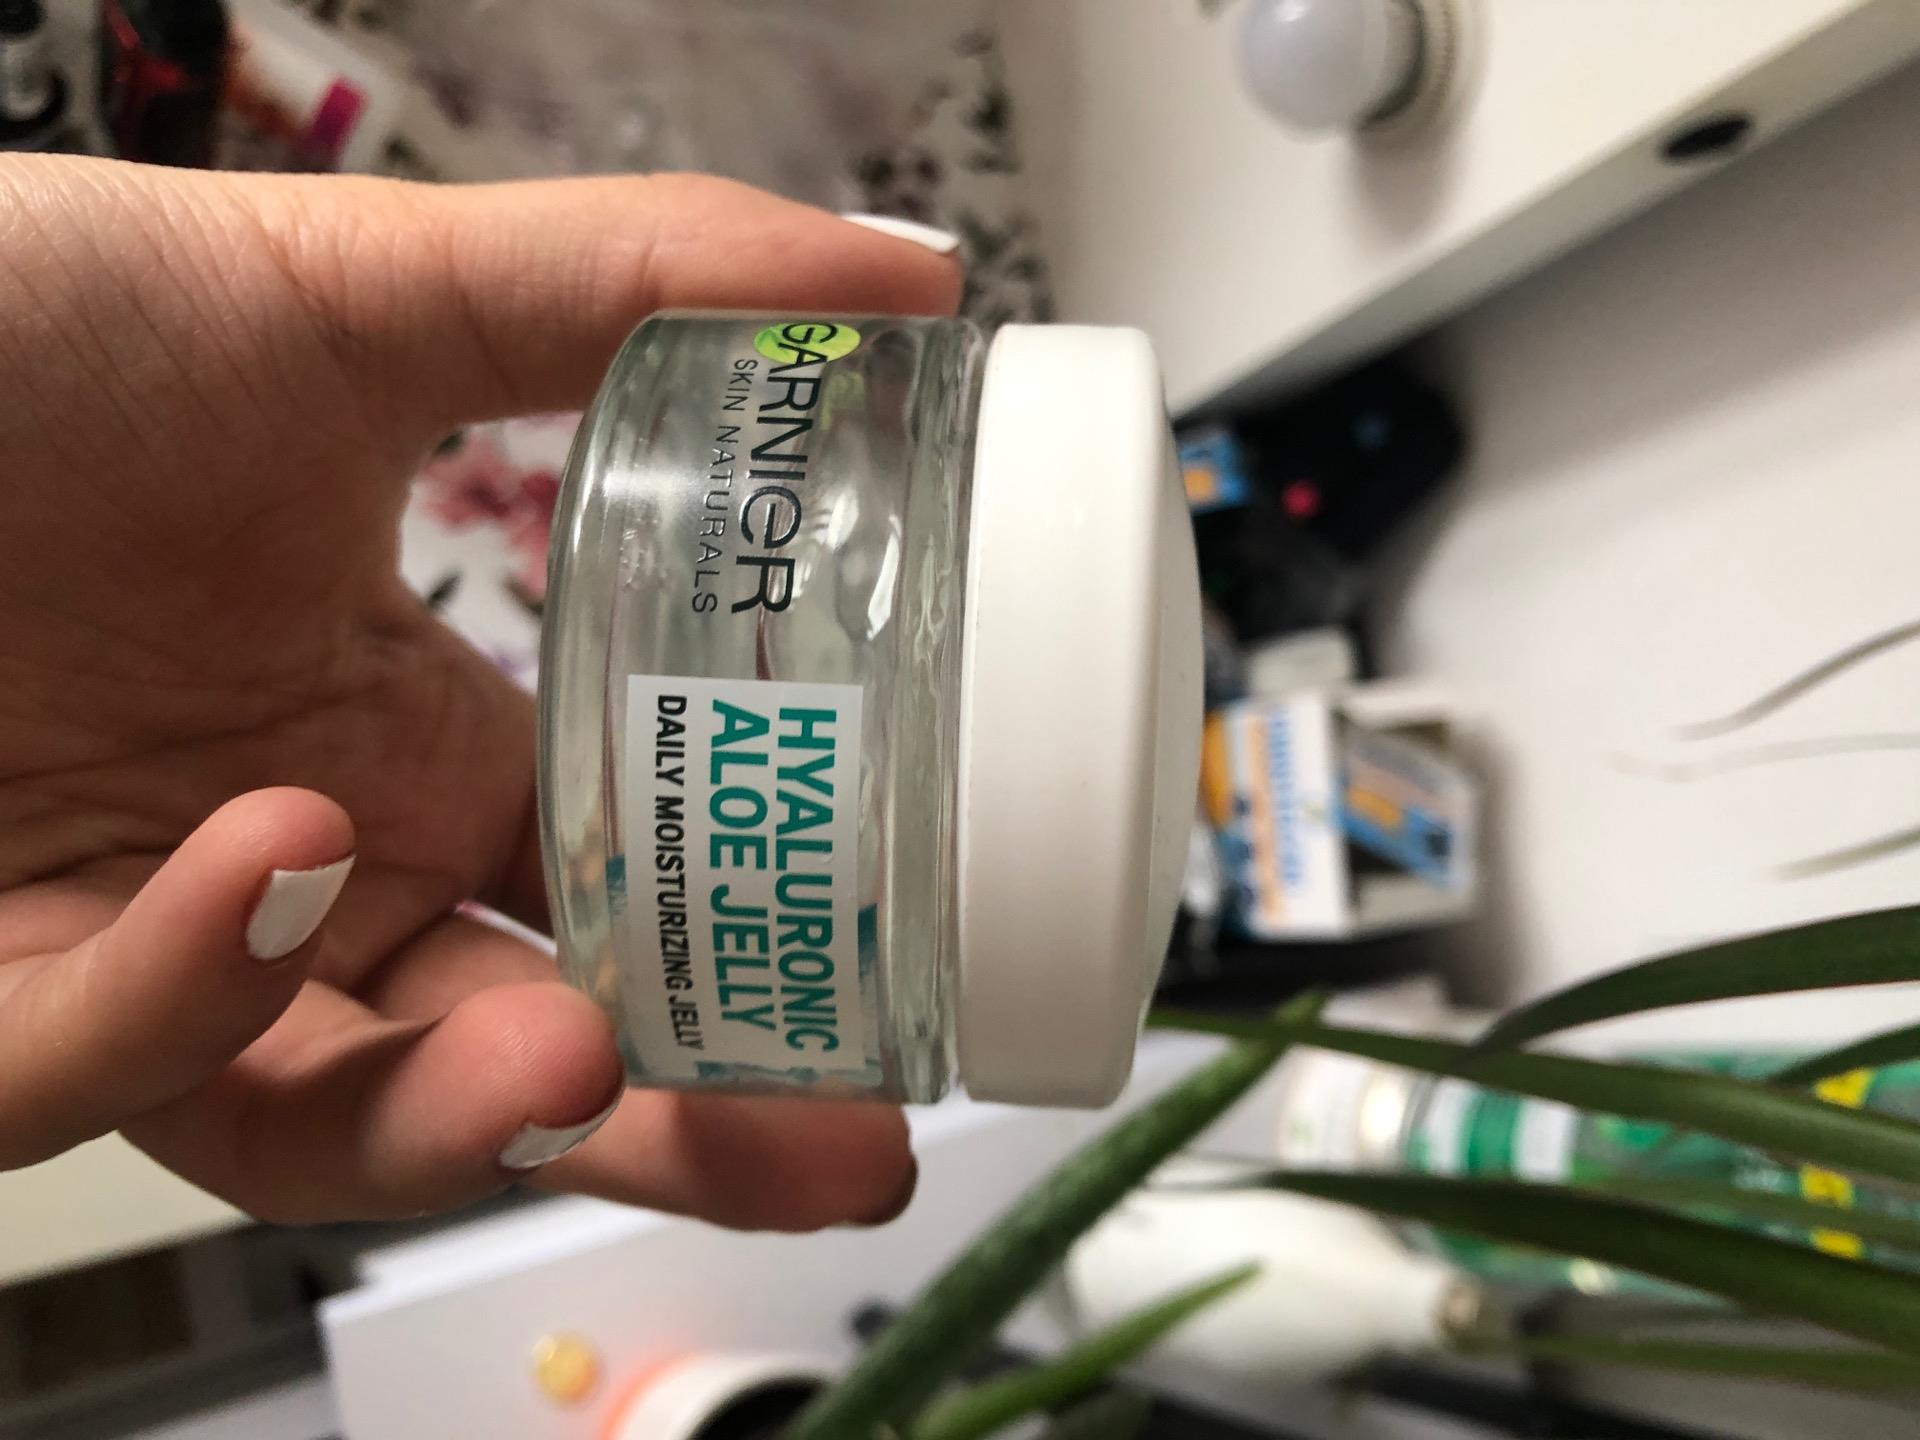 GARNIER
SKIN NATURALS
HYALURONIC
ALOE JELLY
DAILY MOISTURIZING JELLY